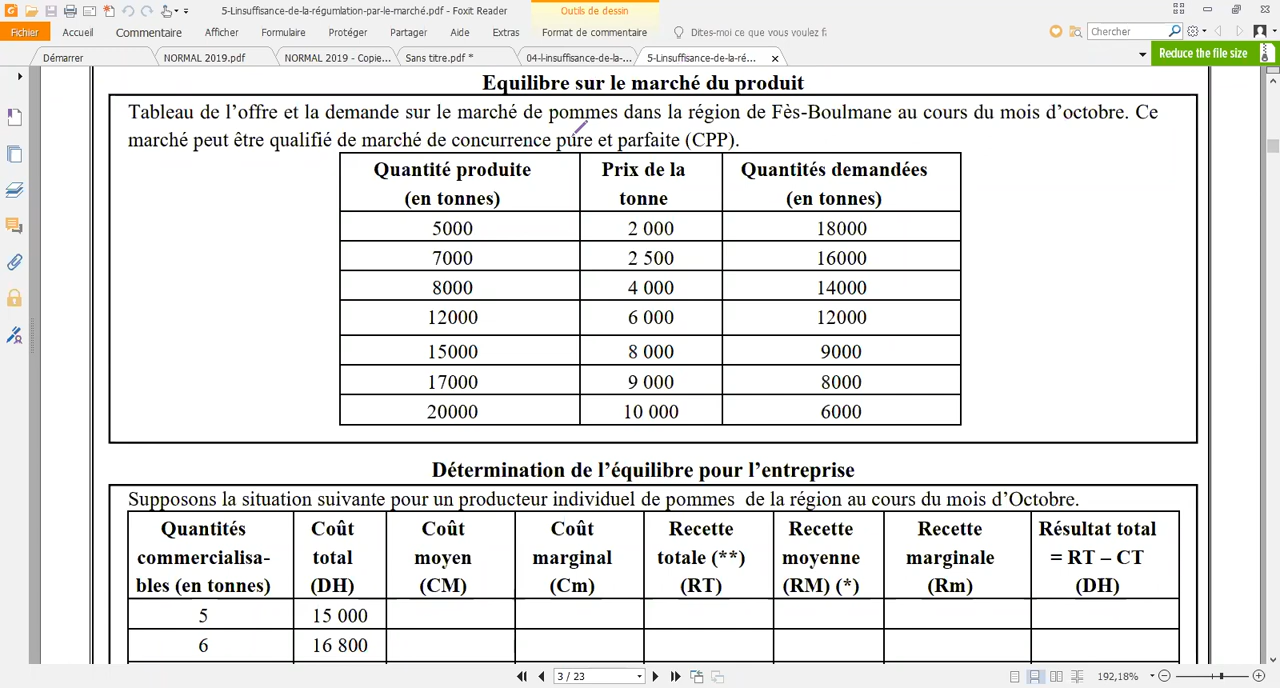 5-Linsuffisance-de-la-régumlation-par-le-marché.pdf - Foxit Reader
Outils de dessin
Fichier Accueil Commentaire Afficher Formulaire Protéger Partager Aide Extras Format de commentaire Dites-moi ce que vous voulez fa Chercher
Démarrer NORMAL 2019.pdf NORMAL 2019 - Copie... Sans titre.pdf * 04-l-insuffisance-de-la-... 5-Linsuffisance-de-la-ré... Reduce the file size
Equilibre sur le marché du produit
Tableau de l’offre et la demande sur le marché de pommes dans la région de Fès-Boulmane au cours du mois d’octobre. Ce
marché peut être qualifié de marché de concurrence pure et parfaite (CPP).
Quantité produite Prix de la Quantités demandées
(en tonnes) tonne (en tonnes)
5000 2 000 18000
7000 2 500 16000
8000 4 000 14000
12000 6 000 12000
15000 8 000 9000
17000 9 000 8000
20000 10 000 6000
Détermination de l’équilibre pour l’entreprise
Supposons la situation suivante pour un producteur individuel de pommes de la région au cours du mois d’Octobre.
Quantités Coût Coût Coût Recette Recette Recette Résultat total
commercialisa- total moyen marginal totale (**) moyenne marginale = RT – CT
bles (en tonnes) (DH) (CM) (Cm) (RT) (RM) (*) (Rm) (DH)
5 15 000
6 16 800
3 / 23 192,18%